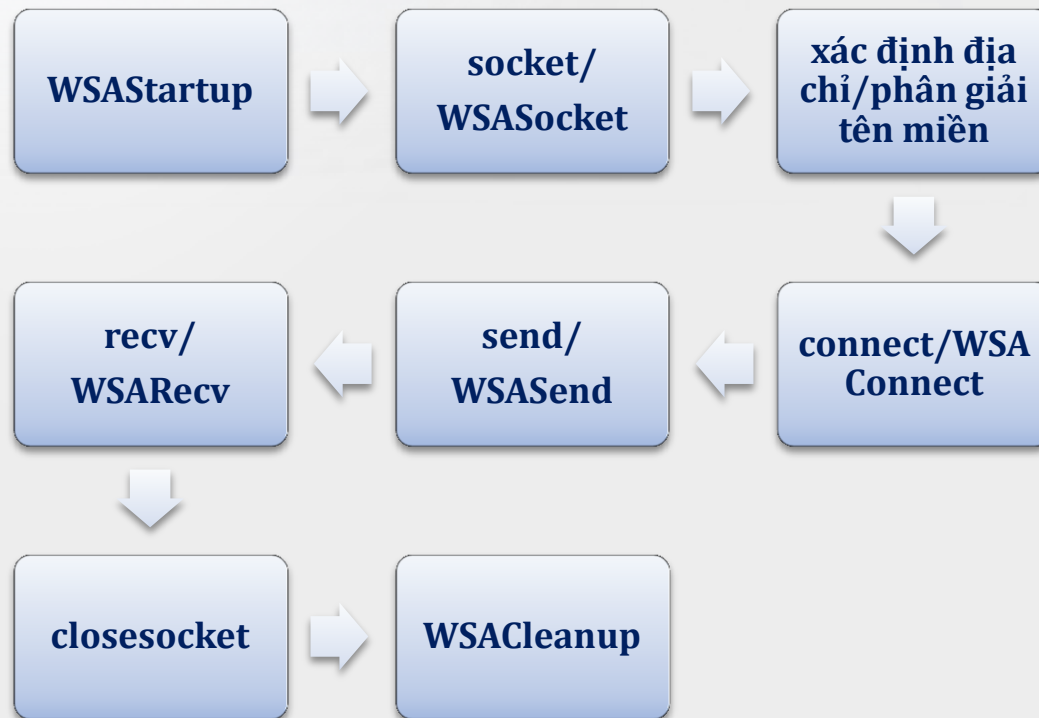 WSAStartup
socket/
WSASocket
xác định địa
chỉ/phân giải
tên miền
connect/WSA
Connect
send/
WSASend
recv/
WSARecv
closesocket
WSACleanup